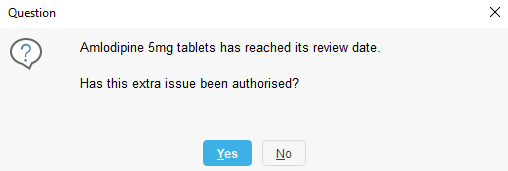 Question
Amlodipine 5mg tablets has reached its review date.
Has this extra issue been authorised?
Yes
No